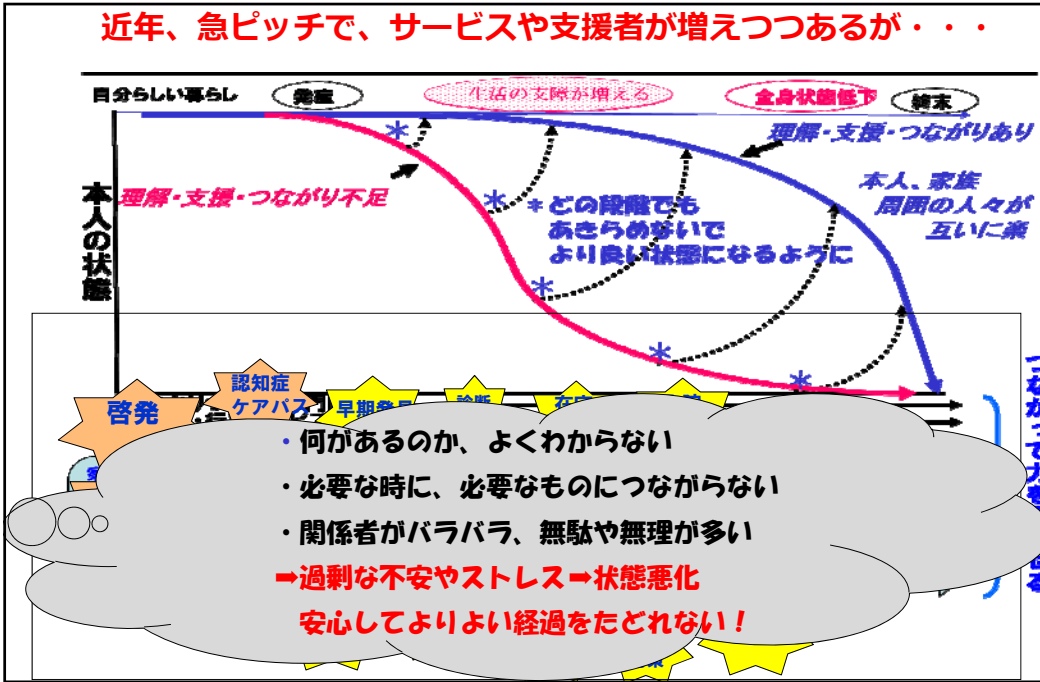 近年、急ピッチで、サービスや支援者が増えつつあるが・・・
自分らしい暮らし
発症
生活の支障が増える
全身状態低下
終末
理解・支援・つながりあり
理解・支援・つながり不足
本人、家族
周囲の人々が
互いに楽
本人の状態
*どの段階でも
あきらめないで
より良い状態になるように
認知症
ケアパス
啓発
早期発見
診断
・何があるのか、よくわからない
・必要な時に、必要なものにつながらない
・関係者がバラバラ、無駄や無理が多い
➡過剰な不安やストレス➡状態悪化
安心してよりよい経過をたどれない！